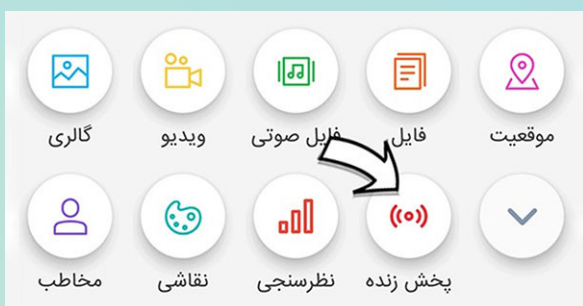 موقعیت
فایل
فایل صوتی
ویدیو
گالری
پخش زنده
نظرسنجی
نقاشی
مخاطب